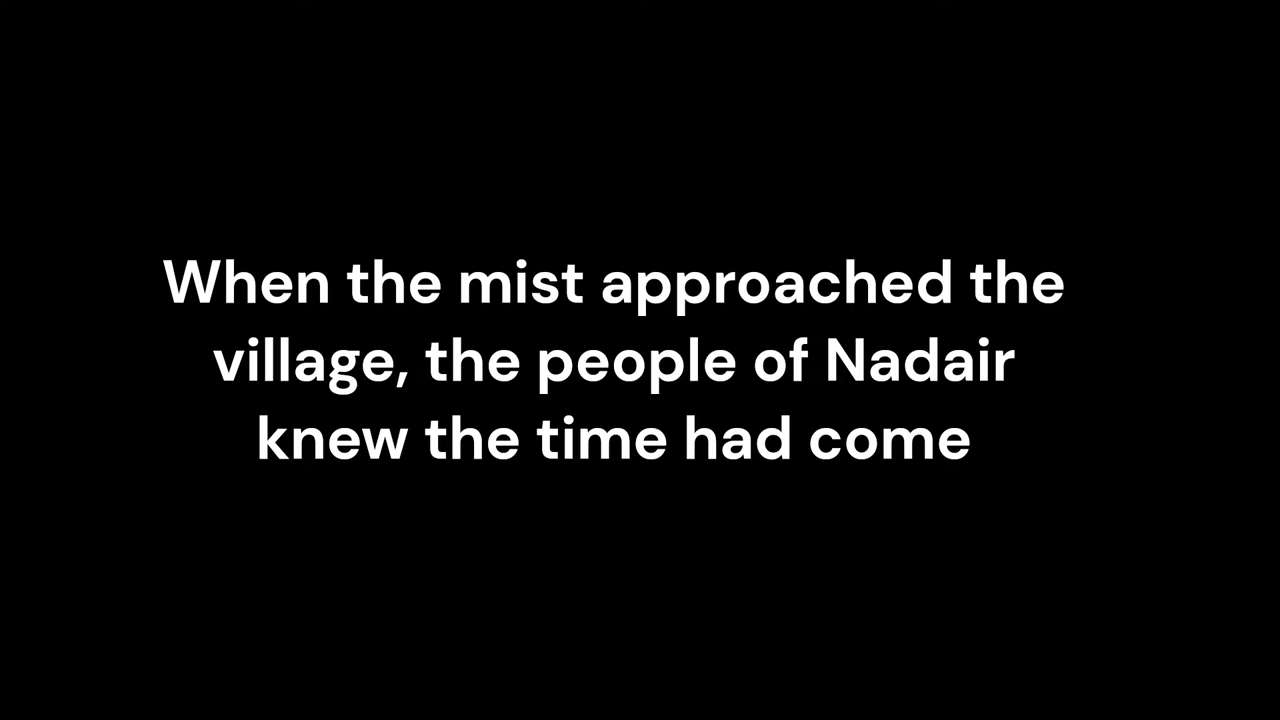 When the mist approached the
village, the people of Nadair
knew the time had come